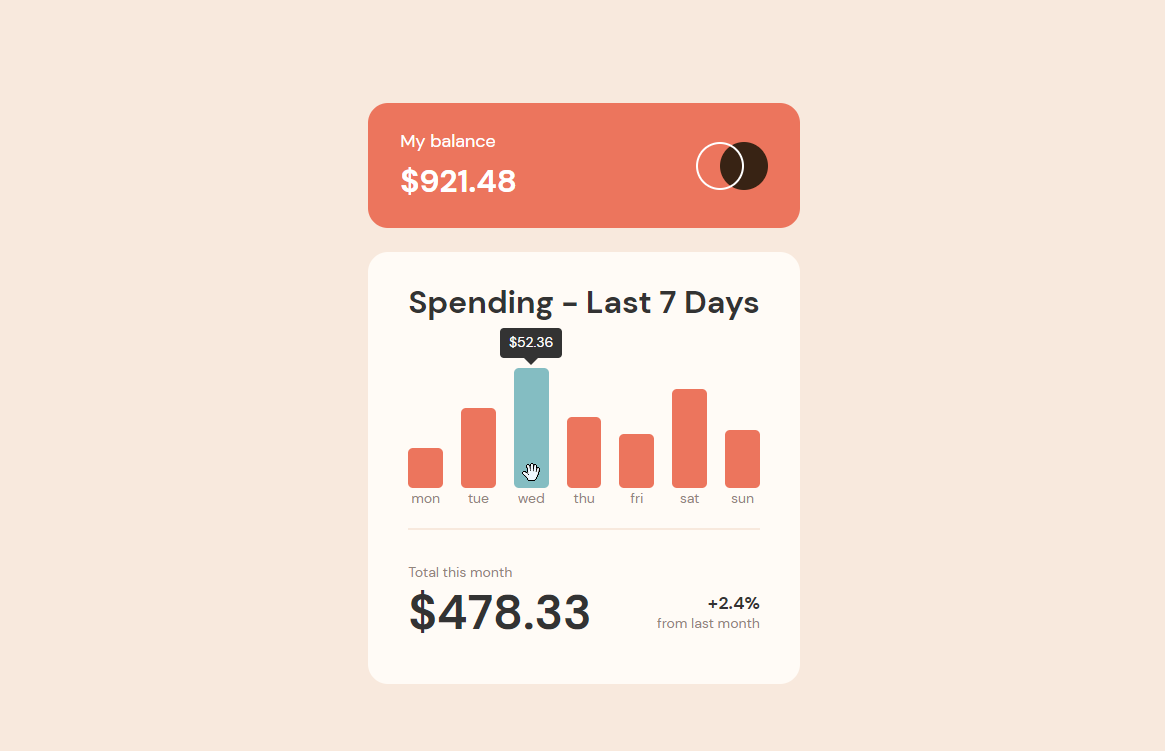 My balance
$921.48
Spending - Last 7 Days
$52.36
mon tue wed thu fri sat sun
Total this month
$478.33
+2.4%
from last month